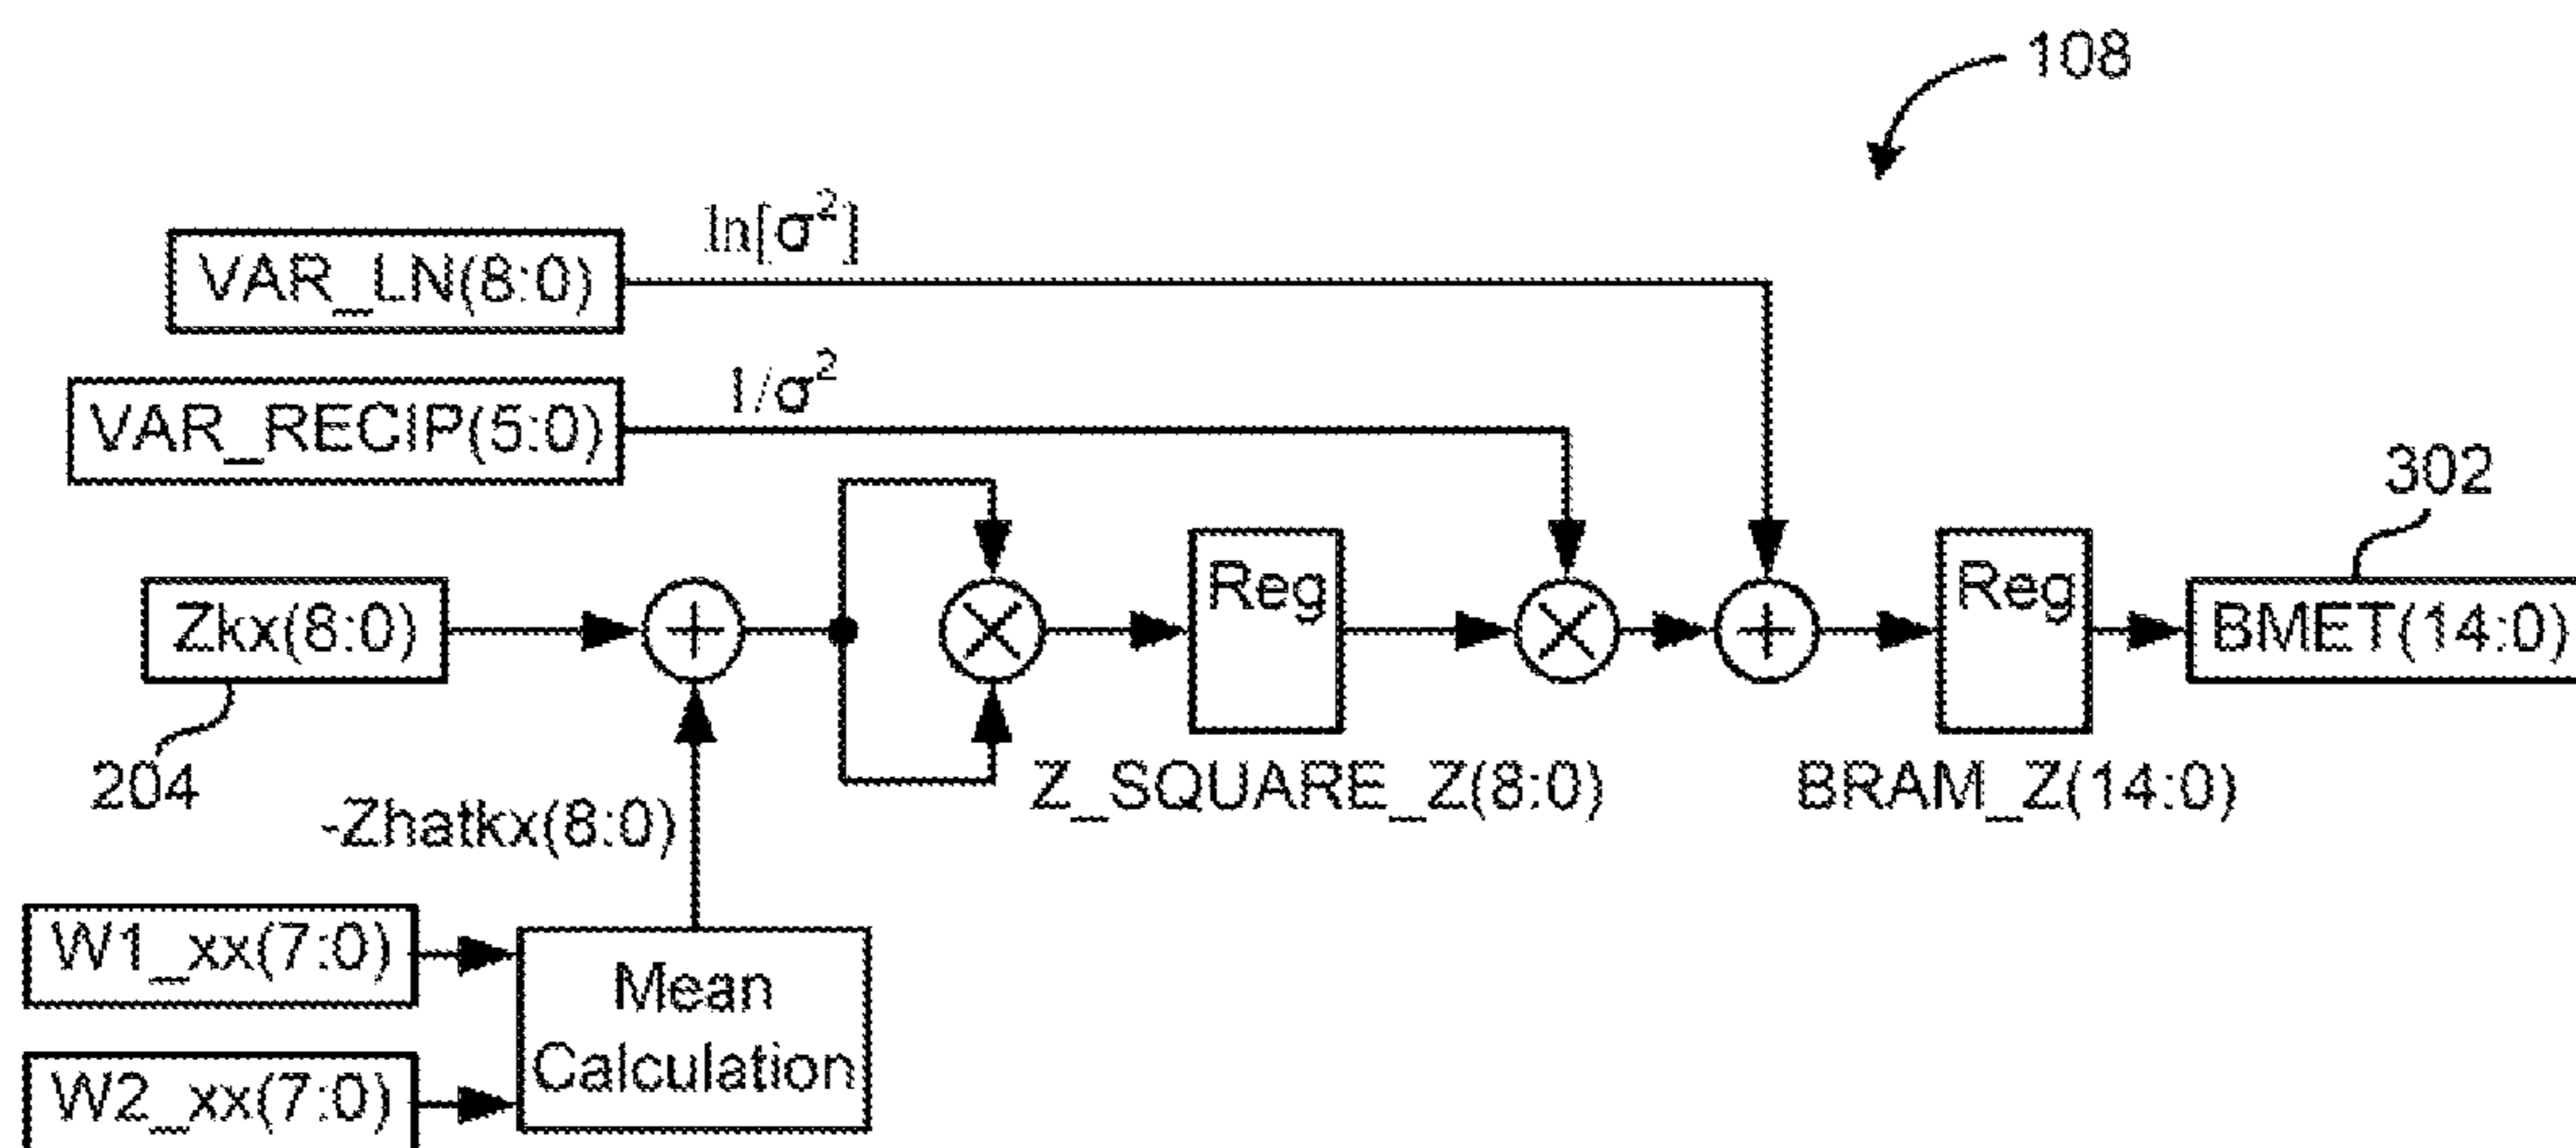 108
ln[σ²]
VAR_LN(8:0)
1/σ²
VAR_RECIP(5:0)
302
Reg
Reg
Zkx(8:0)
BMET(14:0)
204
Z_SQUARE_Z(8:0)
BRAM_Z(14:0)
-Zhatkx(8:0)
W1_xx(7:0)
Mean
Calculation
W2_xx(7:0)